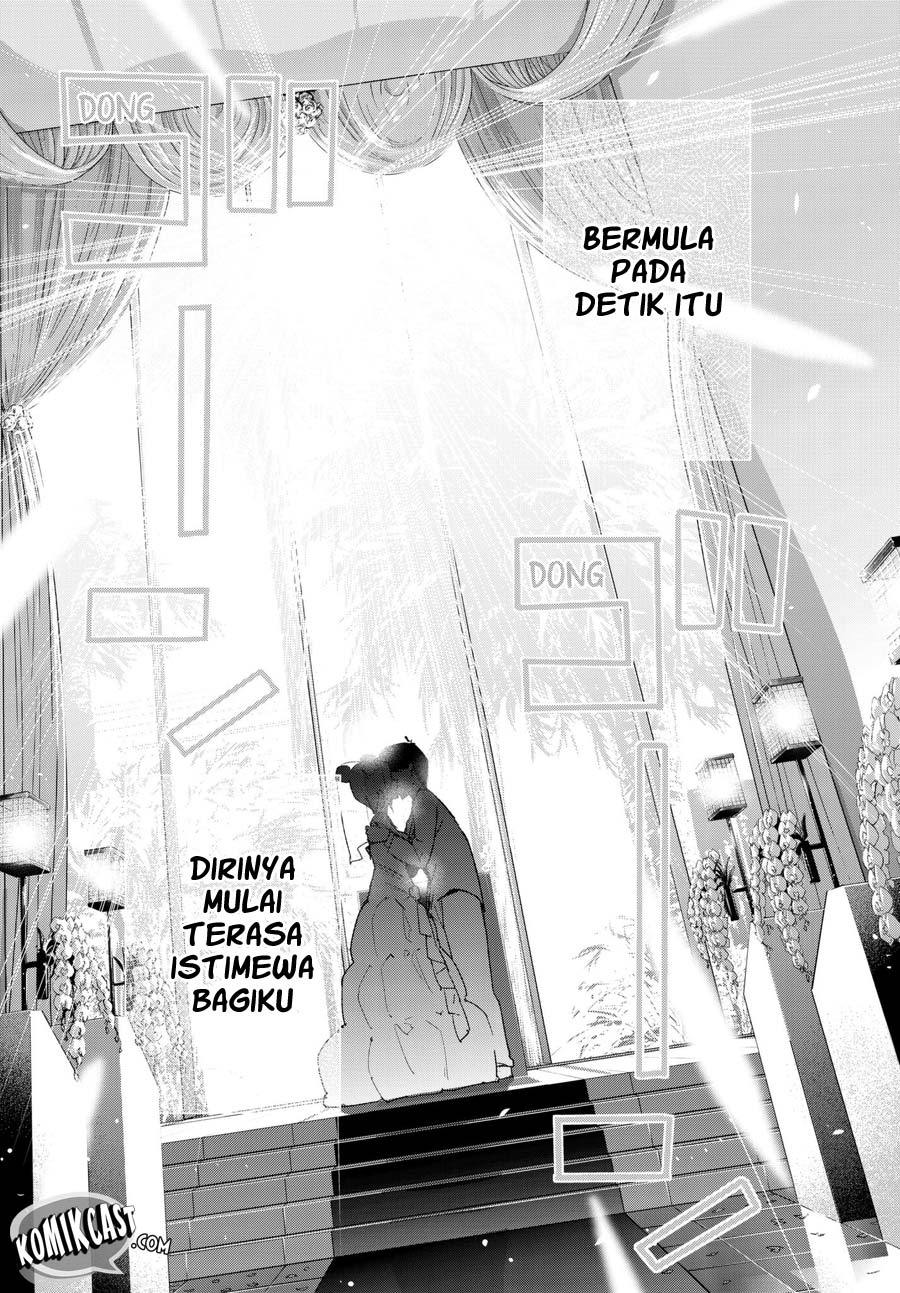 DONG
BERMULA
PADA
DETIK ITU
DONG
DIRINYA
MULAI
TERASA
ISTIMEWA
BAGIKU
KOMIKCAST
.COM